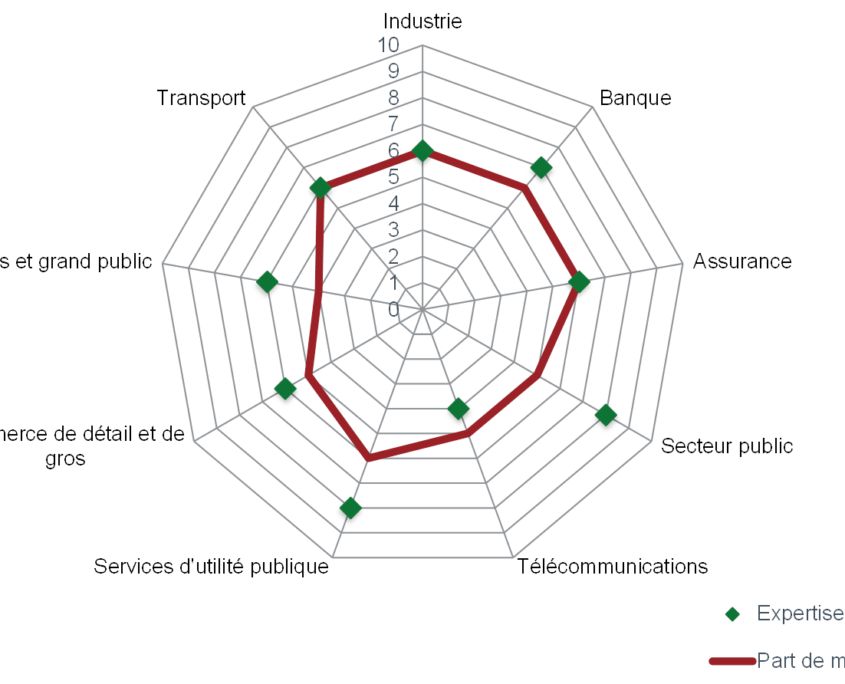 Industrie
10
9
8
7
6
5
4
3
2
1
0
Transport
Banque
s et grand public
Assurance
merce de détail et de
gros
Secteur public
Services d'utilité publique
Télécommunications
Expertise
Part de m